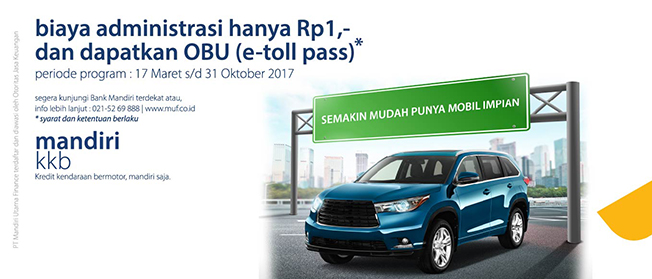 biaya administrasi hanya Rp1,-
dan dapatkan OBU (e-toll pass)*
periode program : 17 Maret s/d 31 Oktober 2017
segera kunjungi Bank Mandiri terdekat atau,
info lebih lanjut : 021-52 69 888 | www.muf.co.id
* syarat dan ketentuan berlaku
mandiri
kkb
Kredit kendaraan bermotor, mandiri saja.
SEMAKIN MUDAH PUNYA MOBIL IMPIAN
PT Mandiri Utama Finance terdaftar dan diawasi oleh Otoritas Jasa Keuangan